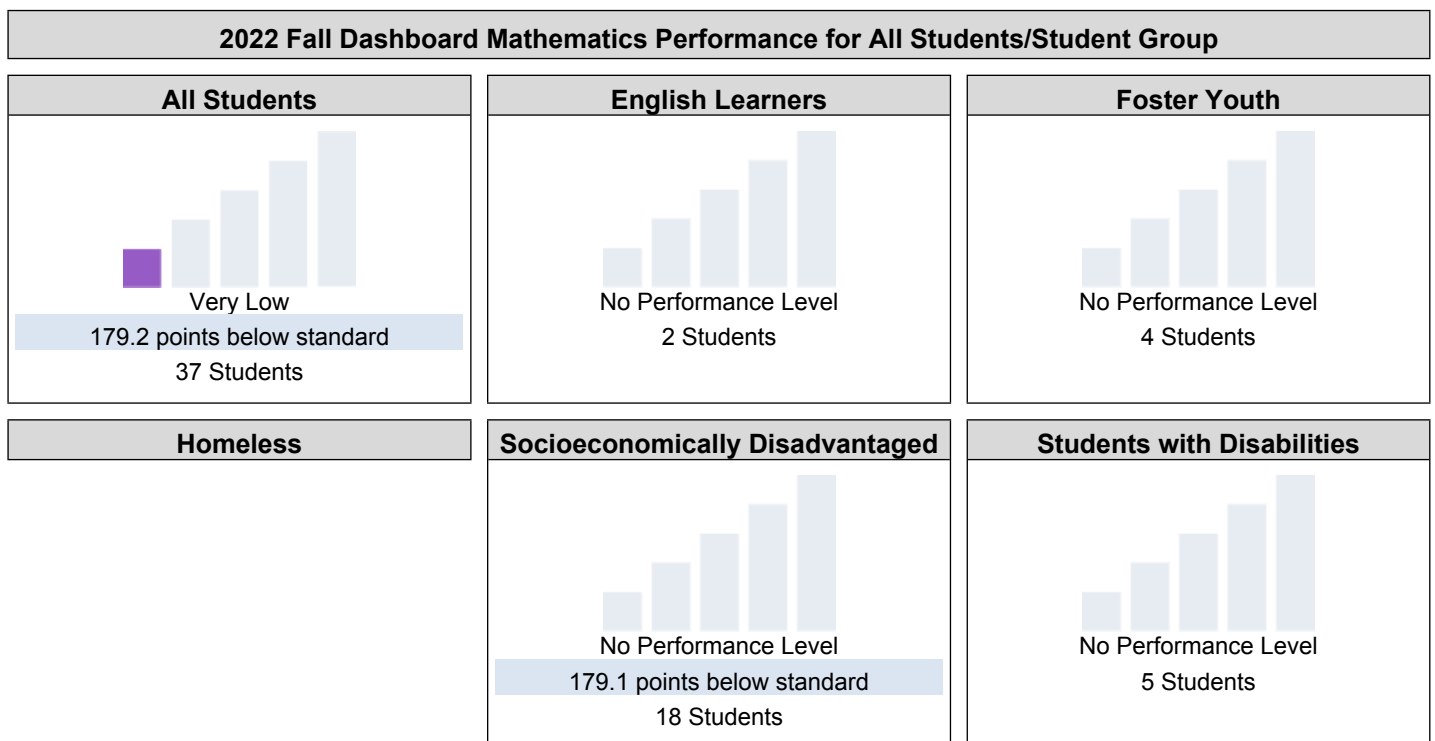 2022 Fall Dashboard Mathematics Performance for All Students/Student Group
All Students
Very Low
179.2 points below standard
37 Students
English Learners
No Performance Level
2 Students
Foster Youth
No Performance Level
4 Students
Homeless
Socioeconomically Disadvantaged
No Performance Level
179.1 points below standard
18 Students
Students with Disabilities
No Performance Level
5 Students